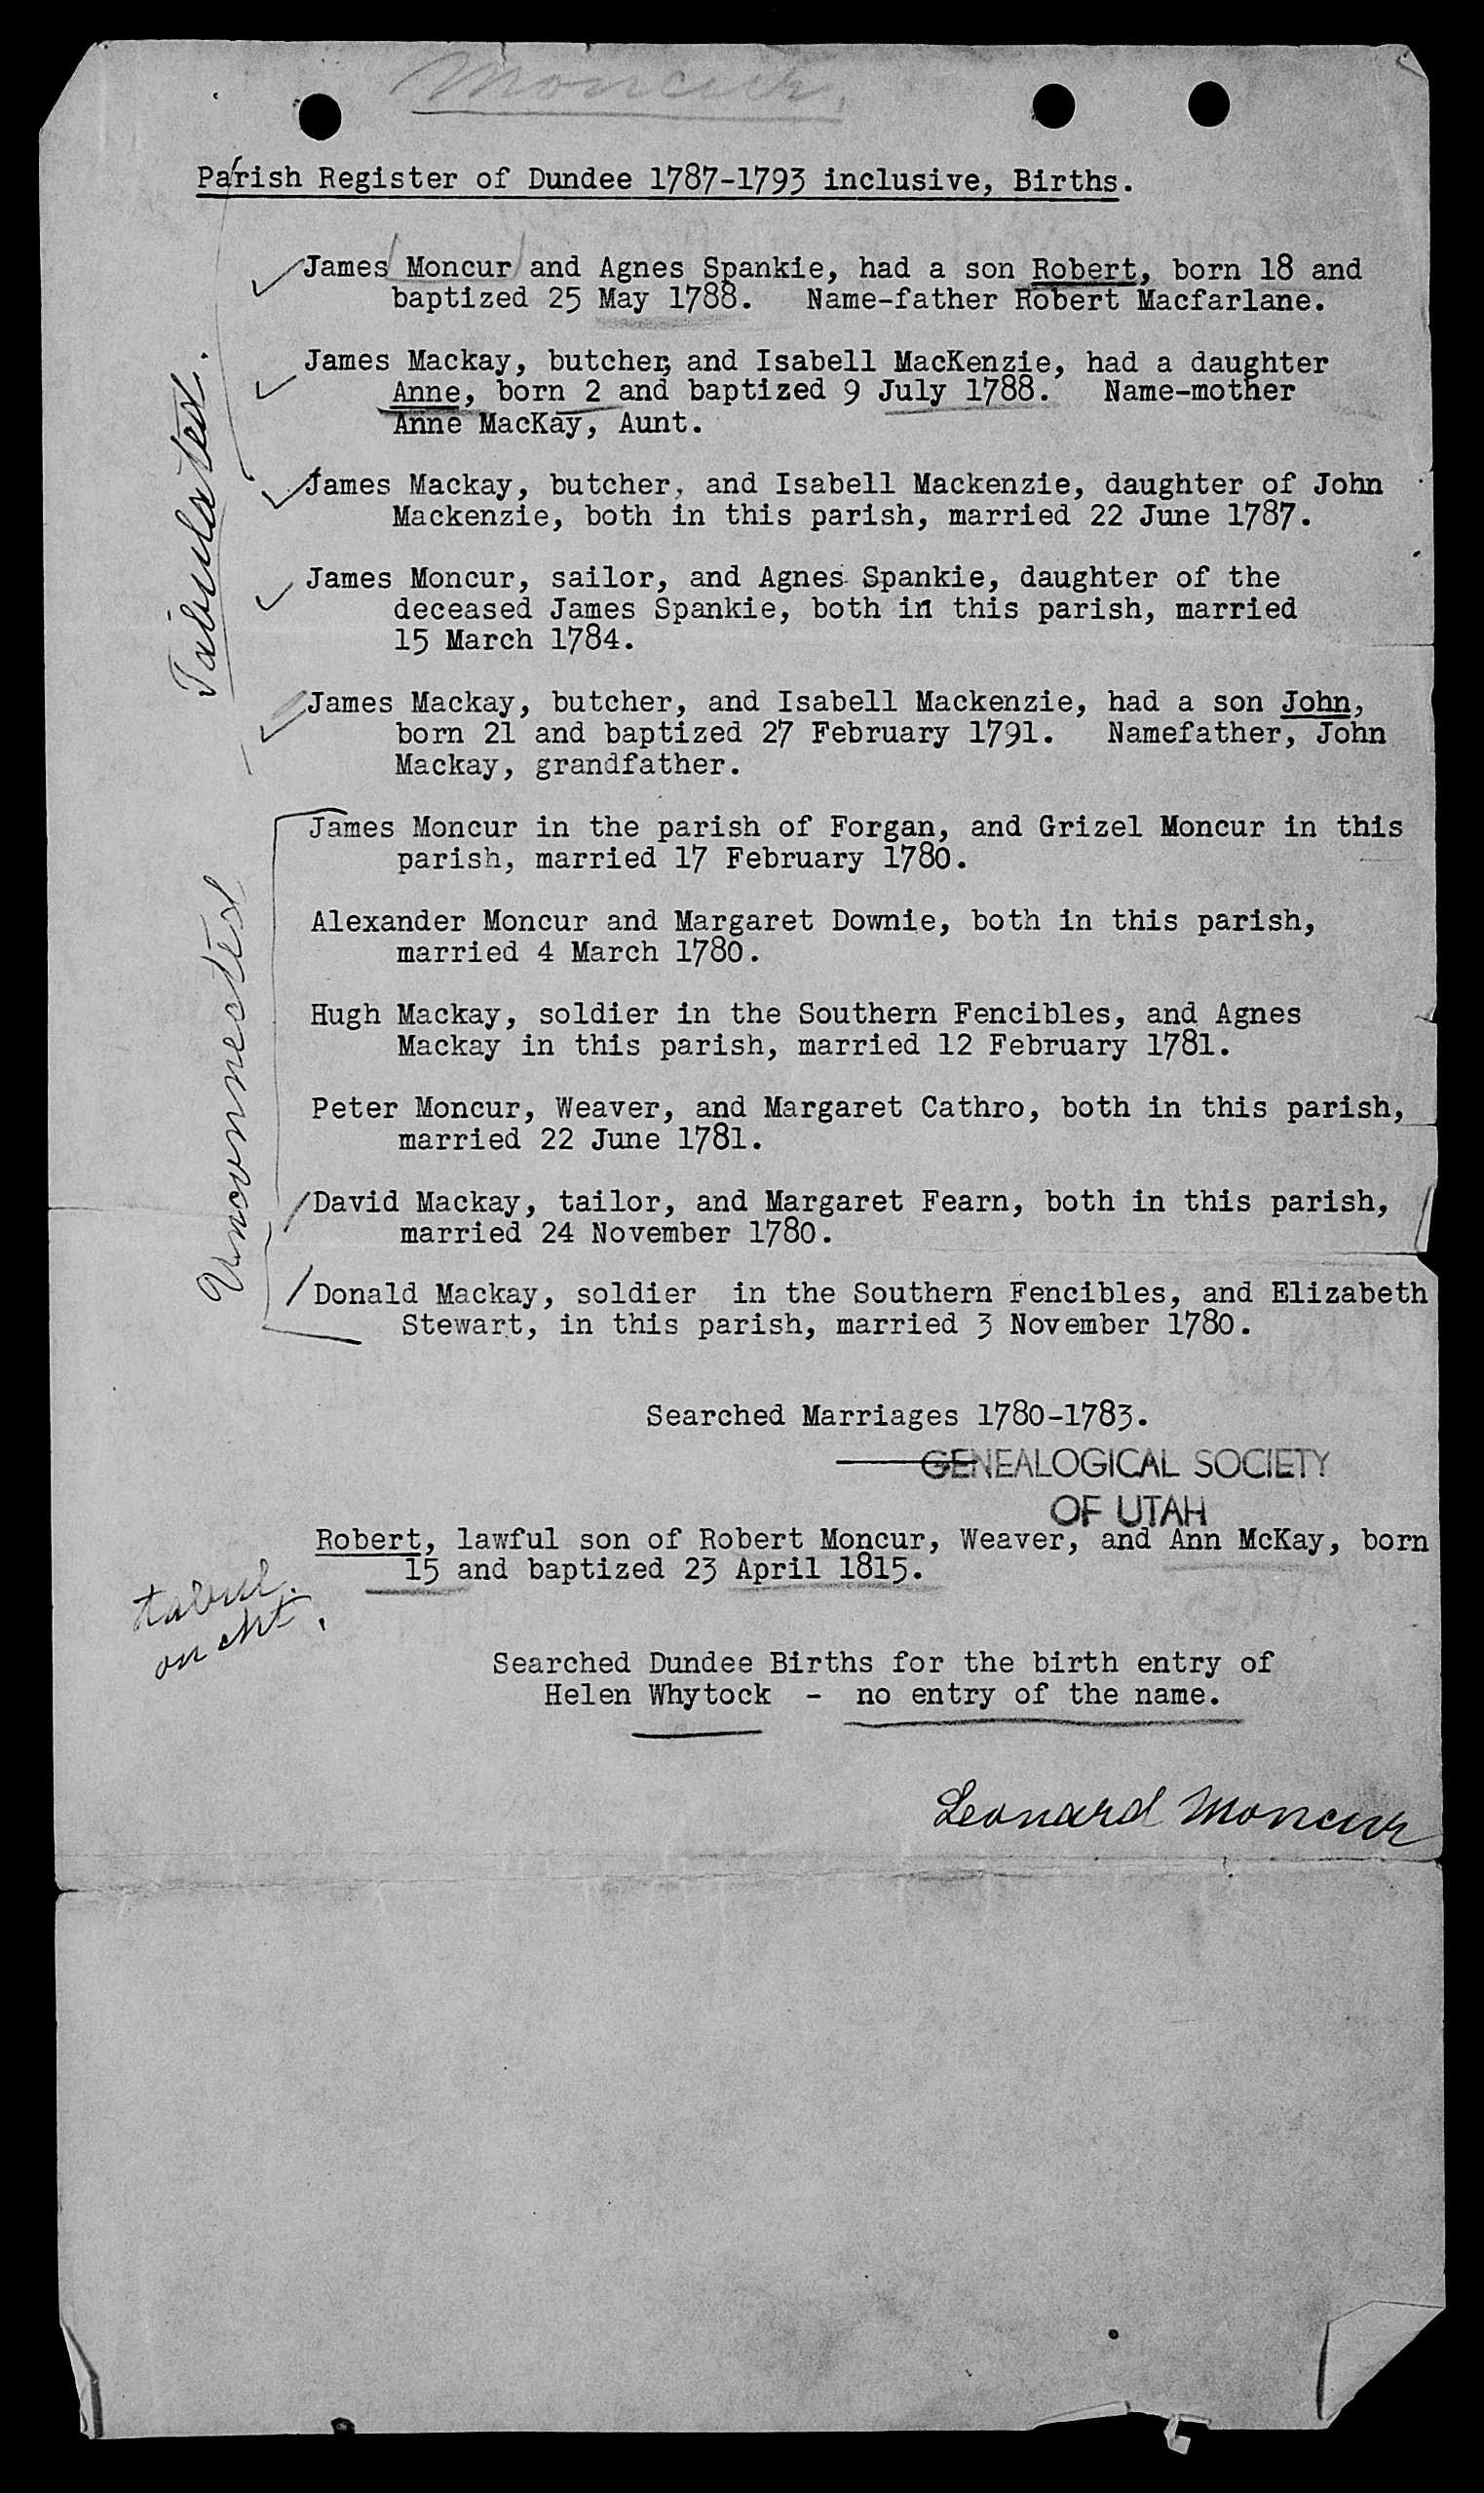 Moncur.
Parish Register of Dundee 1787-1793 inclusive, Births.
James Moncur and Agnes Spankie, had a son Robert, born 18 and
baptized 25 May 1788. Name-father Robert Macfarlane.
James Mackay, butcher, and Isabell MacKenzie, had a daughter
Anne, born 2 and baptized 9 July 1788. Name-mother
Anne MacKay, Aunt.
James Mackay, butcher, and Isabell Mackenzie, daughter of John
Mackenzie, both in this parish, married 22 June 1787.
James Moncur, sailor, and Agnes Spankie, daughter of the
deceased James Spankie, both in this parish, married
15 March 1784.
James Mackay, butcher, and Isabell Mackenzie, had a son John,
born 21 and baptized 27 February 1791. Namefather, John
Mackay, grandfather.
Tabulated.
James Moncur in the parish of Forgan, and Grizel Moncur in this
parish, married 17 February 1780.
Alexander Moncur and Margaret Downie, both in this parish,
married 4 March 1780.
Hugh Mackay, soldier in the Southern Fencibles, and Agnes
Mackay in this parish, married 12 February 1781.
Peter Moncur, Weaver, and Margaret Cathro, both in this parish,
married 22 June 1781.
David Mackay, tailor, and Margaret Fearn, both in this parish,
married 24 November 1780.
Donald Mackay, soldier in the Southern Fencibles, and Elizabeth
Stewart, in this parish, married 3 November 1780.
Unconnected
Searched Marriages 1780-1783.
GENEALOGICAL SOCIETY
OF UTAH
Robert, lawful son of Robert Moncur, Weaver, and Ann McKay, born
15 and baptized 23 April 1815.
tabul.
on cht.
Searched Dundee Births for the birth entry of
Helen Whytock - no entry of the name.
Leonard Moncur